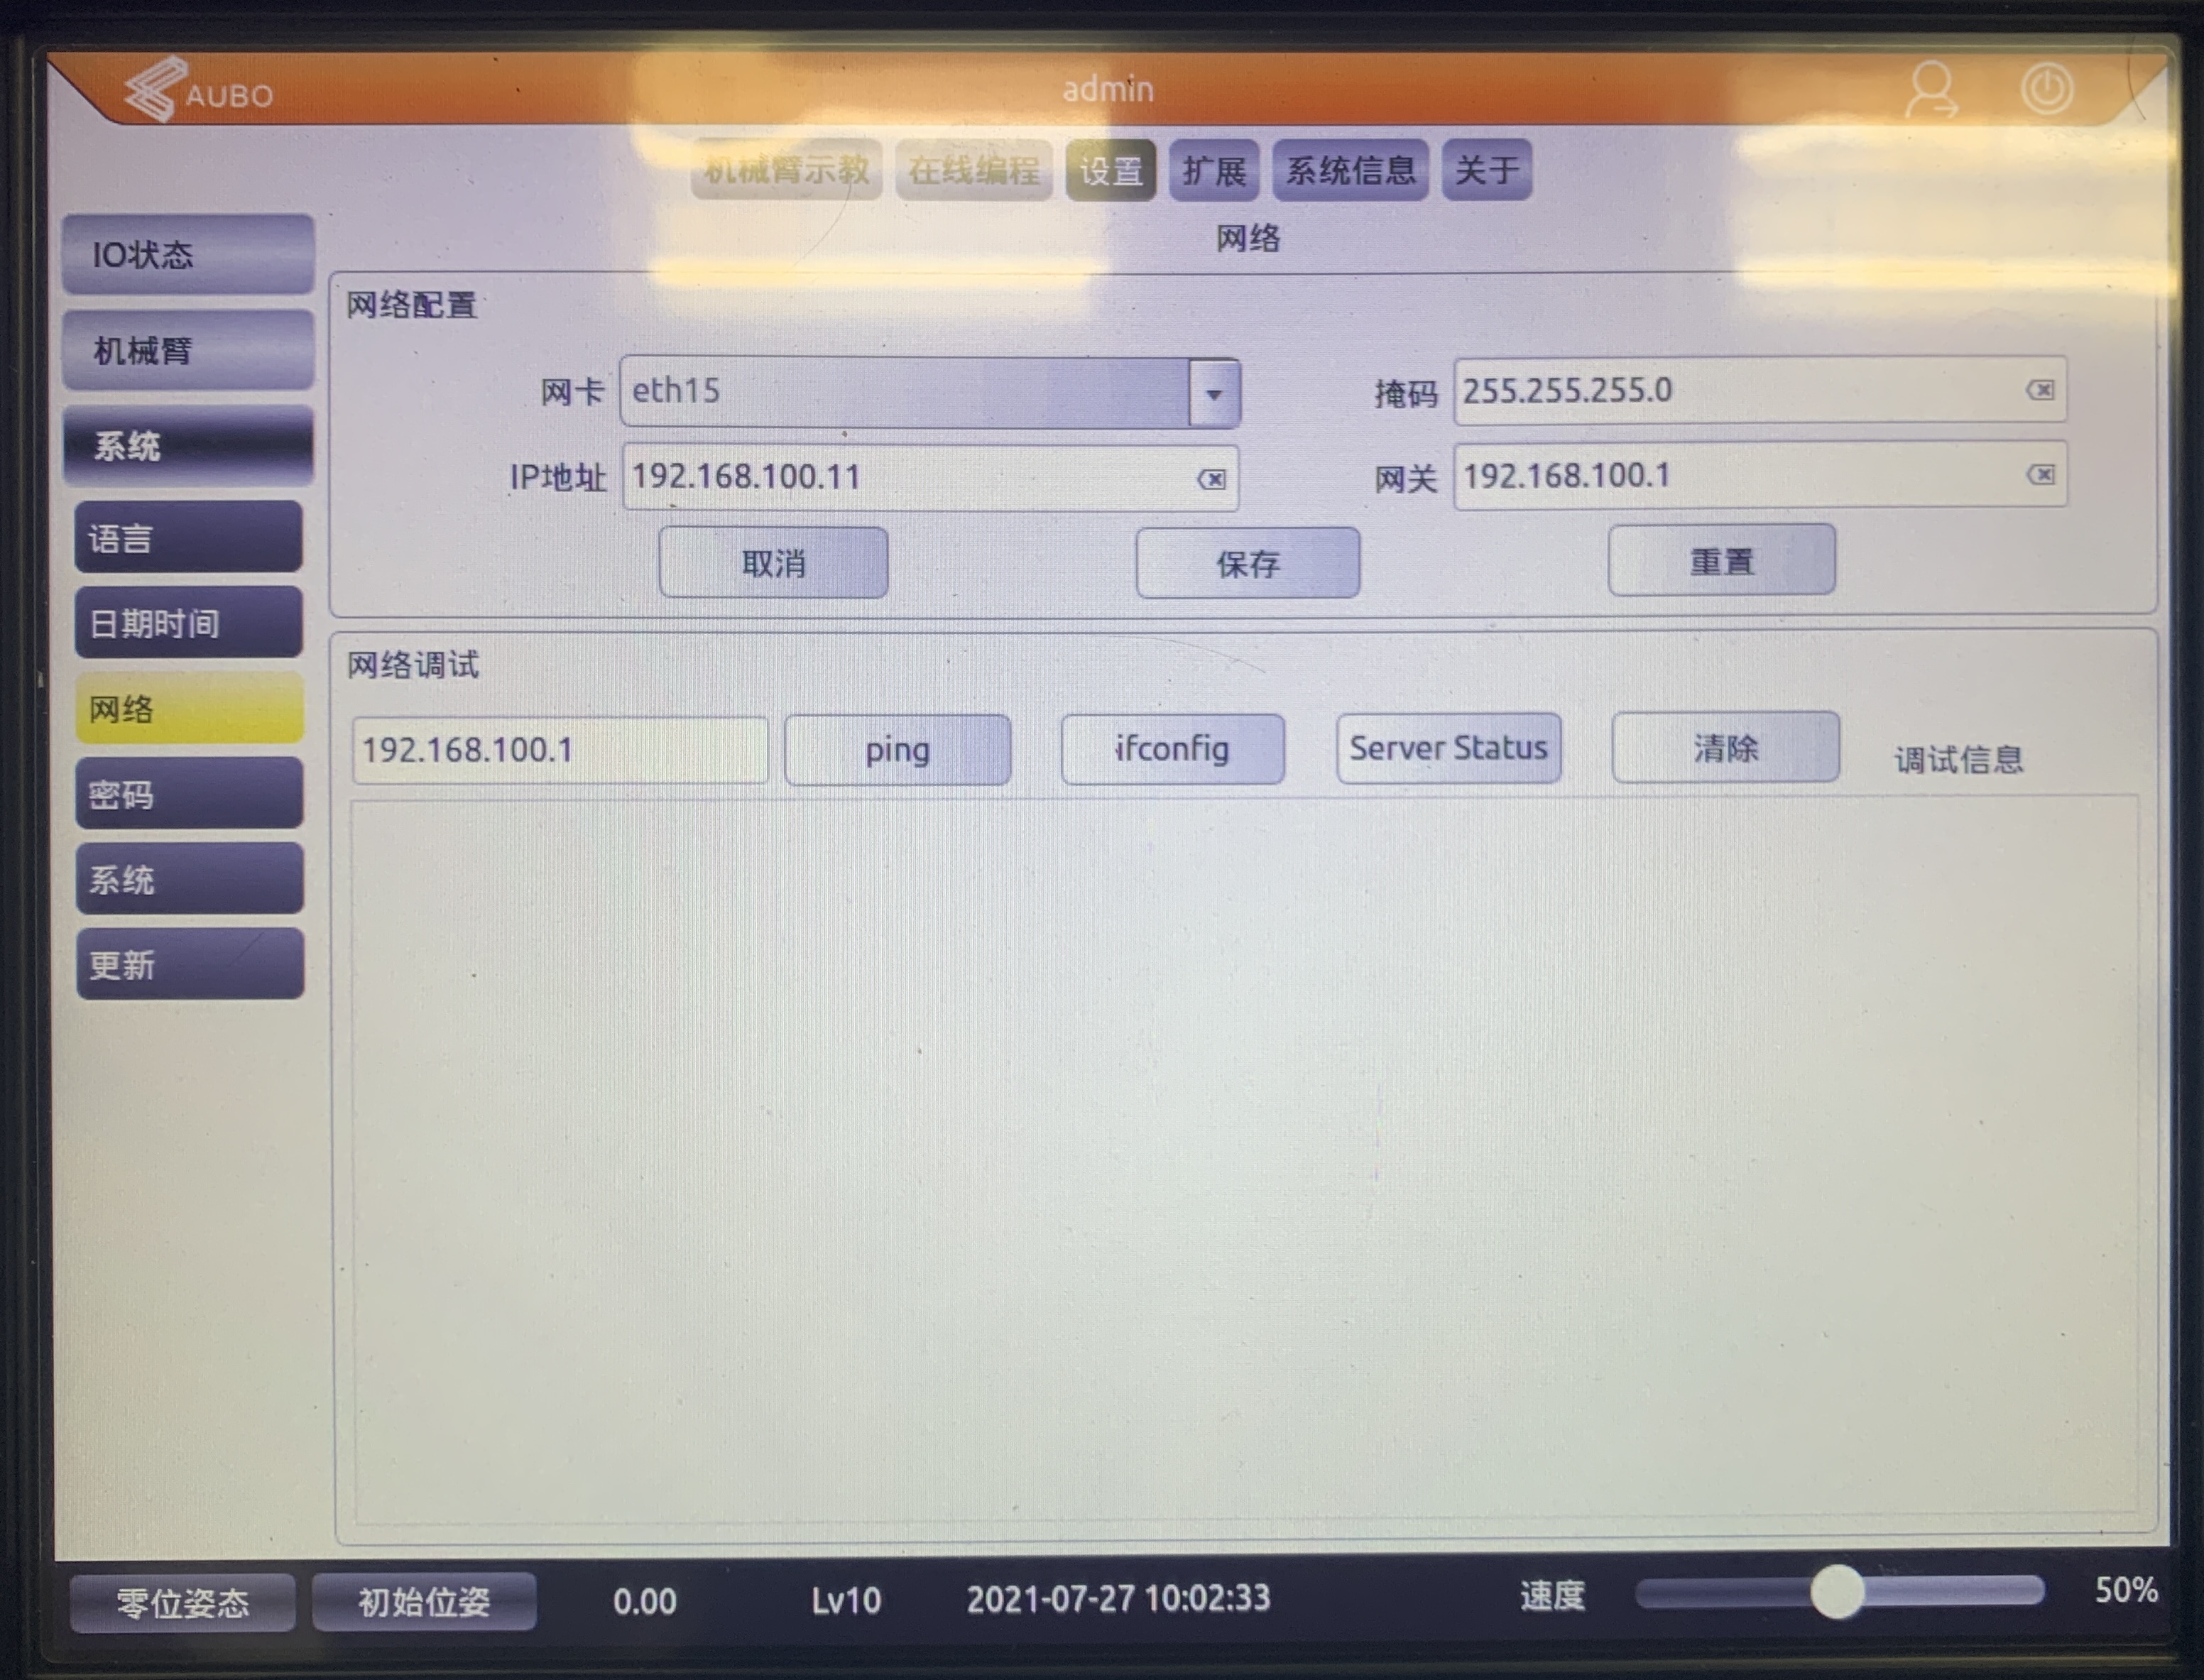 AUBO
admin
机械臂示教 在线编程 设置 扩展 系统信息 关于
网络
IO状态
机械臂
系统
语言
日期时间
网络
密码
系统
更新
网络配置
网卡 eth15 掩码 255.255.255.0
IP地址 192.168.100.11 网关 192.168.100.1
取消 保存 重置
网络调试
192.168.100.1 ping ifconfig Server Status 清除 调试信息
零位姿态 初始位姿 0.00 Lv10 2021-07-27 10:02:33 速度 50%